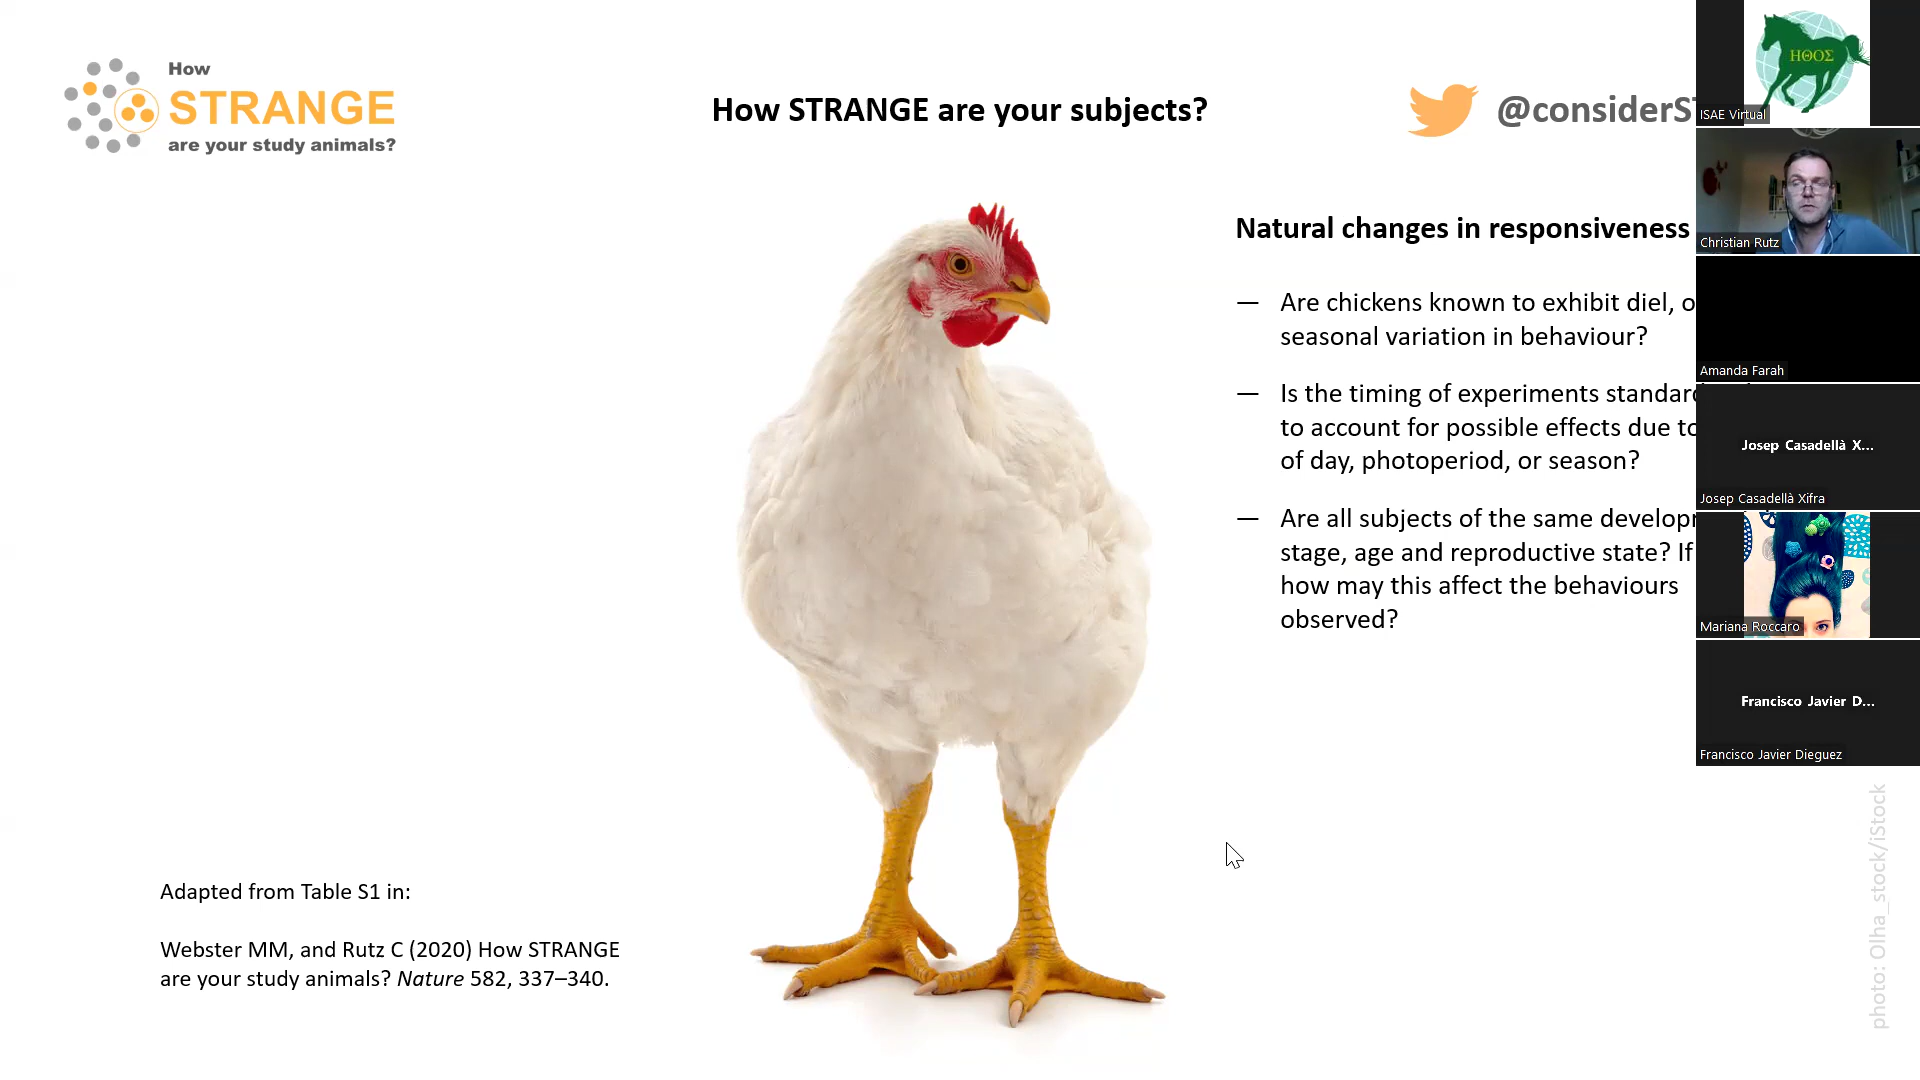 How
STRANGE
are your study animals?
How STRANGE are your subjects?
@considerS
Natural changes in responsiveness
— Are chickens known to exhibit diel, o
seasonal variation in behaviour?
— Is the timing of experiments standar
to account for possible effects due to
of day, photoperiod, or season?
— Are all subjects of the same develop
stage, age and reproductive state? If
how may this affect the behaviours
observed?
Adapted from Table S1 in:
Webster MM, and Rutz C (2020) How STRANGE
are your study animals? Nature 582, 337–340.
ΗΘΟΣ
ISAE Virtual
Christian Rutz
Amanda Farah
Josep Casadellà X...
Josep Casadellà Xifra
Mariana Roccaro
Francisco Javier D...
Francisco Javier Dieguez
photo: Olha_stock/iStock